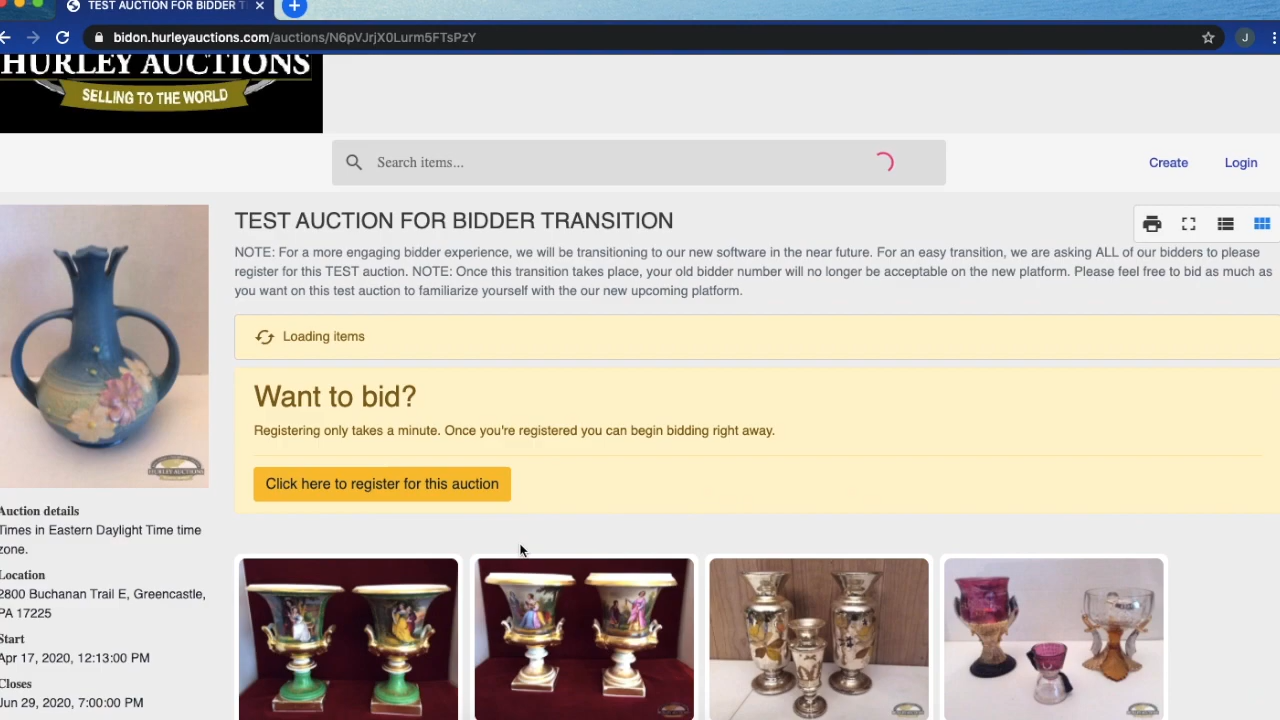 TEST AUCTION FOR BIDDER T
bidon.hurleyauctions.com/auctions/N6pVJrjX0Lurm5FTsPzY
J
HURLEY AUCTIONS
SELLING TO THE WORLD
Search items...
Create
Login
TEST AUCTION FOR BIDDER TRANSITION
NOTE: For a more engaging bidder experience, we will be transitioning to our new software in the near future. For an easy transition, we are asking ALL of our bidders to please
register for this TEST auction. NOTE: Once this transition takes place, your old bidder number will no longer be acceptable on the new platform. Please feel free to bid as much as
you want on this test auction to familiarize yourself with the our new upcoming platform.
Loading items
Want to bid?
Registering only takes a minute. Once you're registered you can begin bidding right away.
Click here to register for this auction
HURLEY AUCTIONS
Auction details
Times in Eastern Daylight Time time
zone.
Location
2800 Buchanan Trail E, Greencastle,
PA 17225
Start
Apr 17, 2020, 12:13:00 PM
Closes
Jun 29, 2020, 7:00:00 PM